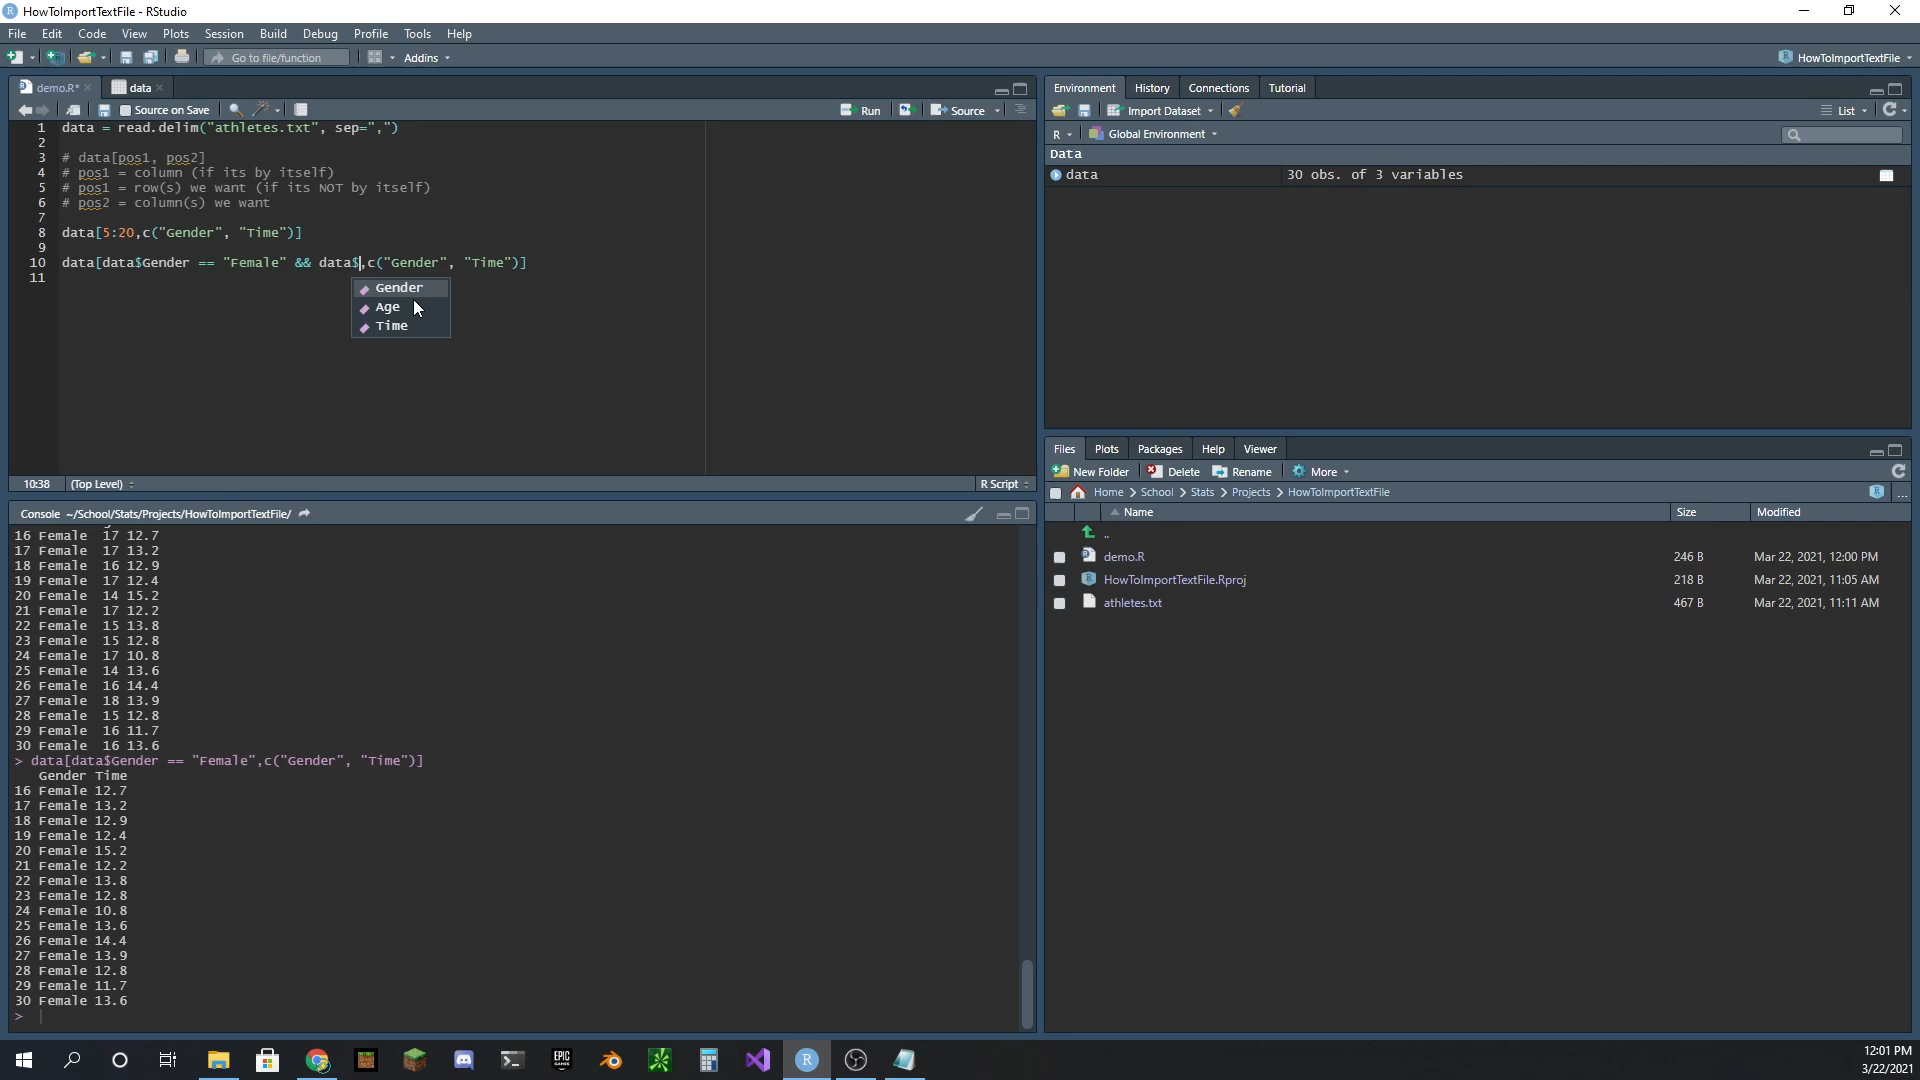 HowToImportTextFile - RStudio
File Edit Code View Plots Session Build Debug Profile Tools Help
Go to file/function Addins HowToImportTextFile
demo.R* data
Source on Save Run Source
1 data = read.delim("athletes.txt", sep=",")
2
3 # data[pos1, pos2]
4 # pos1 = column (if its by itself)
5 # pos1 = row(s) we want (if its NOT by itself)
6 # pos2 = column(s) we want
7
8 data[5:20,c("Gender", "Time")]
9
10 data[data$Gender == "Female" && data$,c("Gender", "Time")]
11
Gender
Age
Time
10:38 (Top Level) R Script
Console ~/School/Stats/Projects/HowToImportTextFile/
16 Female 17 12.7
17 Female 17 13.2
18 Female 16 12.9
19 Female 17 12.4
20 Female 14 15.2
21 Female 17 12.2
22 Female 15 13.8
23 Female 15 12.8
24 Female 17 10.8
25 Female 14 13.6
26 Female 16 14.4
27 Female 18 13.9
28 Female 15 12.8
29 Female 16 11.7
30 Female 16 13.6
> data[data$Gender == "Female",c("Gender", "Time")]
Gender Time
16 Female 12.7
17 Female 13.2
18 Female 12.9
19 Female 12.4
20 Female 15.2
21 Female 12.2
22 Female 13.8
23 Female 12.8
24 Female 10.8
25 Female 13.6
26 Female 14.4
27 Female 13.9
28 Female 12.8
29 Female 11.7
30 Female 13.6
>
Environment History Connections Tutorial
Import Dataset List
R Global Environment
Data
data 30 obs. of 3 variables
Files Plots Packages Help Viewer
New Folder Delete Rename More
Home > School > Stats > Projects > HowToImportTextFile ...
Name Size Modified
..
demo.R 246 B Mar 22, 2021, 12:00 PM
HowToImportTextFile.Rproj 218 B Mar 22, 2021, 11:05 AM
athletes.txt 467 B Mar 22, 2021, 11:11 AM
EPIC GAMES
R
12:01 PM
3/22/2021